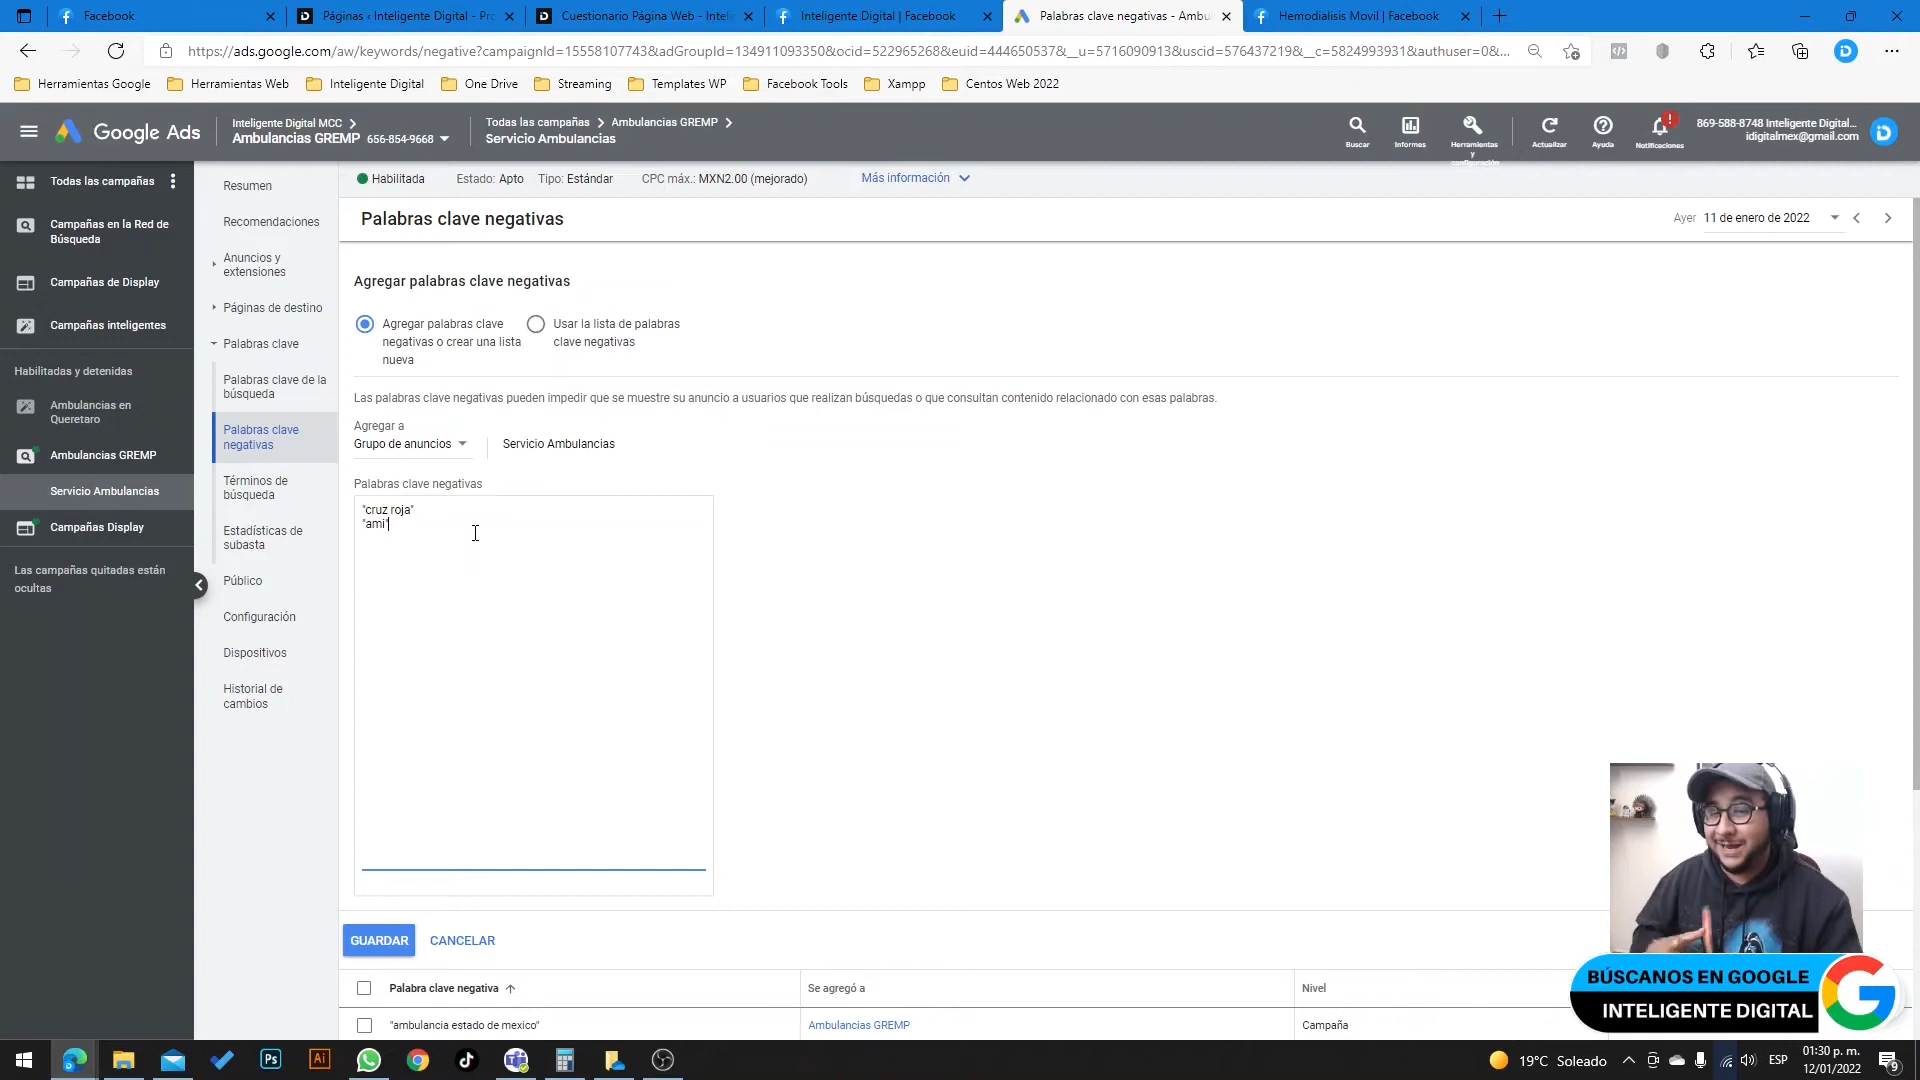 Facebook
Páginas ‹ Inteligente Digital - Pr
Cuestionario Página Web - Inteli
Inteligente Digital | Facebook
Palabras clave negativas - Ambu
Hemodialisis Movil | Facebook
https://ads.google.com/aw/keywords/negative?campaignId=15558107743&adGroupId=134911093350&ocid=522965268&euid=444650537&__u=5716090913&uscid=576437219&__c=5824993931&authuser=0&...
Herramientas Google
Herramientas Web
Inteligente Digital
One Drive
Streaming
Templates WP
Facebook Tools
Xampp
Centos Web 2022
Google Ads
Inteligente Digital MCC
Ambulancias GREMP 656-854-9668
Todas las campañas > Ambulancias GREMP >
Servicio Ambulancias
Buscar
Informes
Herramientas y configuración
Actualizar
Ayuda
Notificaciones
869-588-8748 Inteligente Digital...
idigitalmex@gmail.com
Todas las campañas
Campañas en la Red de
Búsqueda
Campañas de Display
Campañas inteligentes
Habilitadas y detenidas
Ambulancias en
Queretaro
Ambulancias GREMP
Servicio Ambulancias
Campañas Display
Las campañas quitadas están
ocultas
Resumen
Recomendaciones
Anuncios y
extensiones
Páginas de destino
Palabras clave
Palabras clave de la
búsqueda
Palabras clave
negativas
Términos de
búsqueda
Estadísticas de
subasta
Público
Configuración
Dispositivos
Historial de
cambios
Habilitada
Estado: Apto
Tipo: Estándar
CPC máx.: MXN2.00 (mejorado)
Más información
Palabras clave negativas
Ayer 11 de enero de 2022
Agregar palabras clave negativas
Agregar palabras clave
negativas o crear una lista
nueva
Usar la lista de palabras
clave negativas
Las palabras clave negativas pueden impedir que se muestre su anuncio a usuarios que realizan búsquedas o que consultan contenido relacionado con esas palabras.
Agregar a
Grupo de anuncios
Servicio Ambulancias
Palabras clave negativas
"cruz roja"
"ami"
GUARDAR
CANCELAR
Palabra clave negativa
Se agregó a
Nivel
"ambulancia estado de mexico"
Ambulancias GREMP
Campaña
BÚSCANOS EN GOOGLE
INTELIGENTE DIGITAL
19°C Soleado
ESP
01:30 p. m.
12/01/2022
9